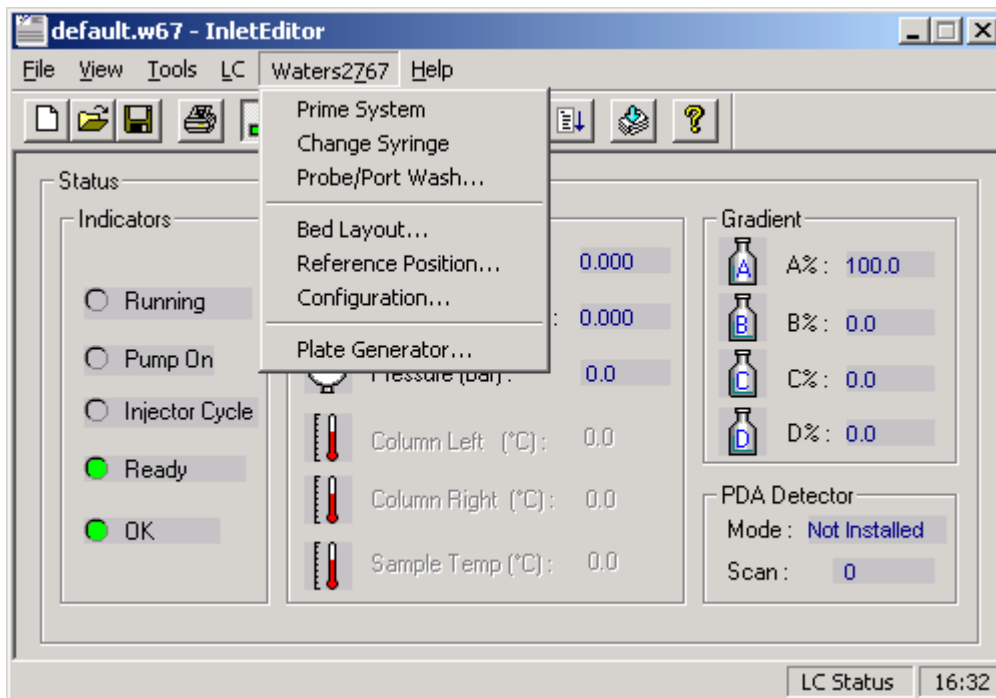 default.w67 - InletEditor
File View Tools LC Waters2767 Help
Prime System
Change Syringe
Probe/Port Wash...
Bed Layout...
Reference Position...
Configuration...
Plate Generator...
Status
Indicators
Running
Pump On
Injector Cycle
Ready
OK
0.000
: 0.000
Pressure (bar) : 0.0
Column Left (°C) : 0.0
Column Right (°C) : 0.0
Sample Temp (°C) : 0.0
Gradient
A A% : 100.0
B B% : 0.0
C C% : 0.0
D D% : 0.0
PDA Detector
Mode : Not Installed
Scan : 0
LC Status 16:32